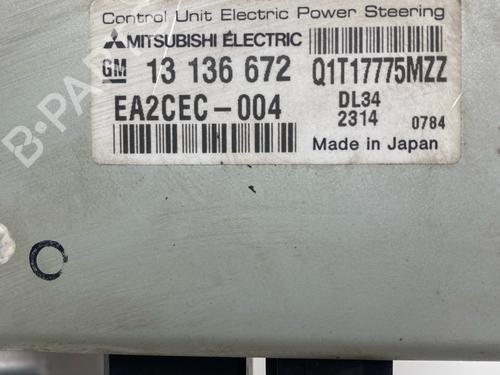 Control Unit Electric Power Steering
MITSUBISHI ELECTRIC
GM 13 136 672 Q1T17775MZZ
EA2CEC-004 DL34
2314 0784
Made in Japan
B-PARTS